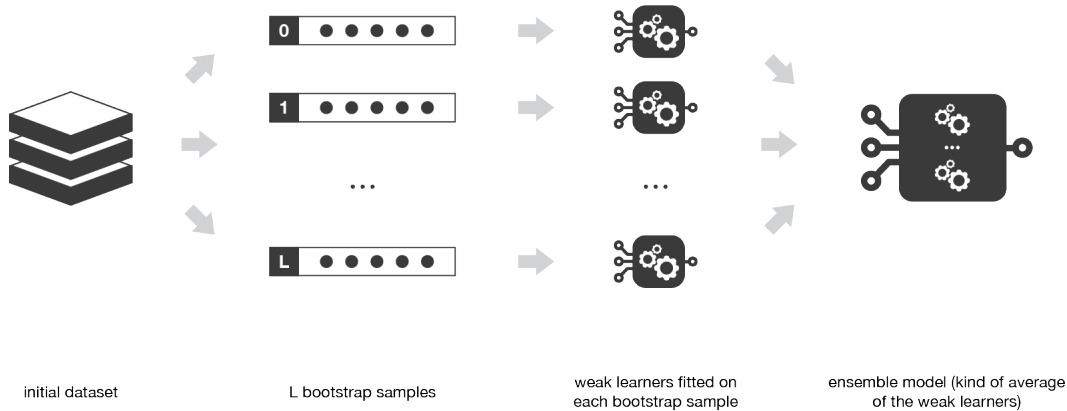 0
1
...
...
...
L
initial dataset
L bootstrap samples
weak learners fitted on
each bootstrap sample
ensemble model (kind of average
of the weak learners)